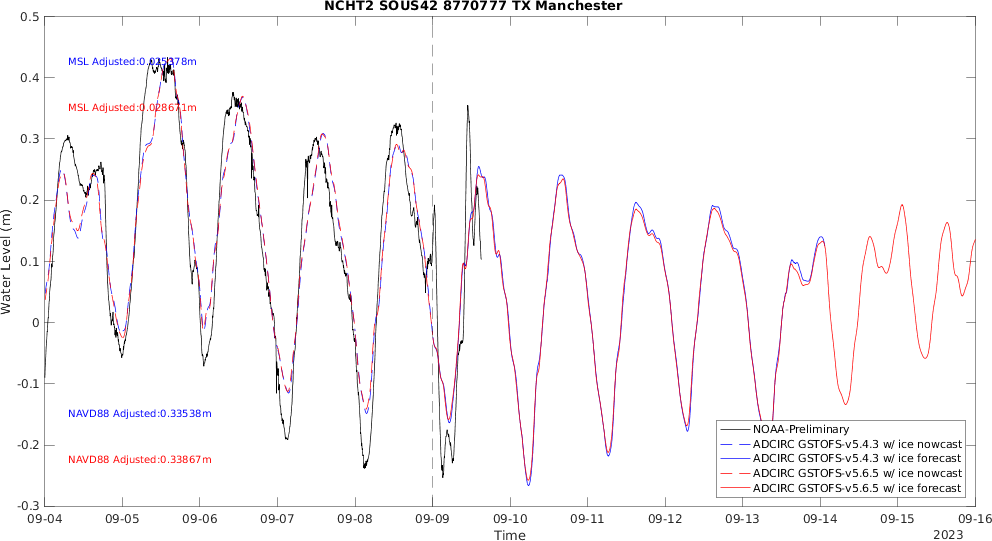 NCHT2 SOUS42 8770777 TX Manchester
0.5
0.4
0.3
0.2
0.1
0
-0.1
-0.2
-0.3
Water Level (m)
MSL Adjusted:0.025378m
MSL Adjusted:0.028671m
NAVD88 Adjusted:0.33538m
NAVD88 Adjusted:0.33867m
NOAA-Preliminary
ADCIRC GSTOFS-v5.4.3 w/ ice nowcast
ADCIRC GSTOFS-v5.4.3 w/ ice forecast
ADCIRC GSTOFS-v5.6.5 w/ ice nowcast
ADCIRC GSTOFS-v5.6.5 w/ ice forecast
09-04 09-05 09-06 09-07 09-08 09-09 09-10 09-11 09-12 09-13 09-14 09-15 09-16
Time
2023